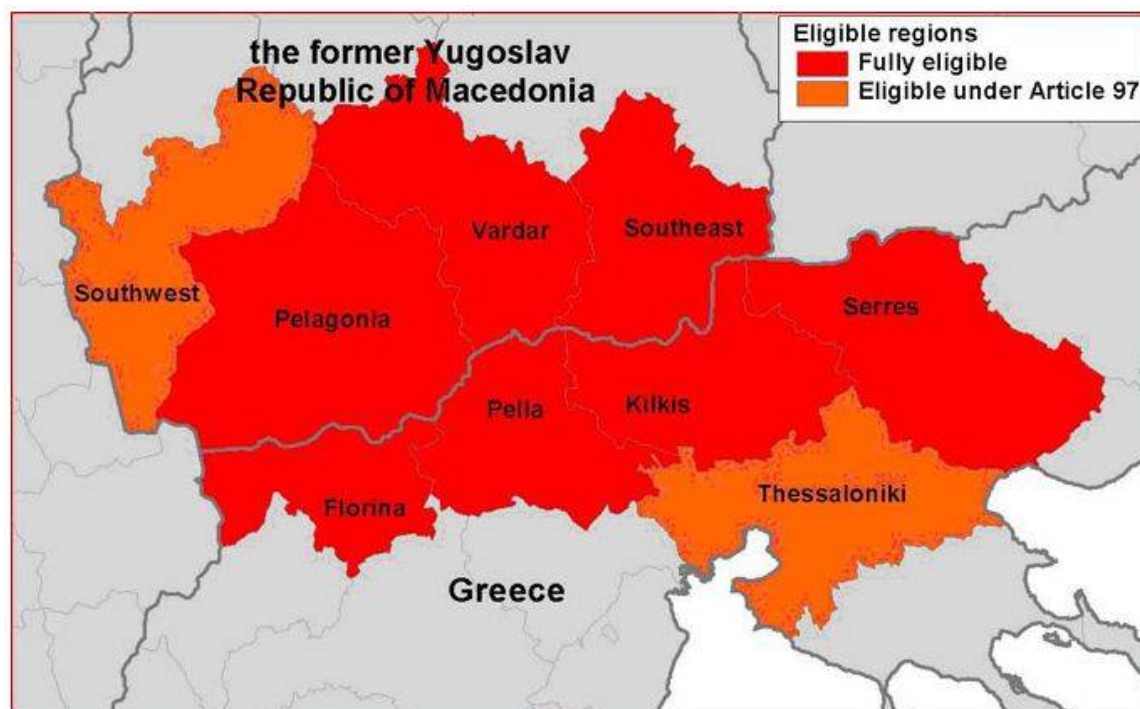 the former Yugoslav
Republic of Macedonia
Eligible regions
Fully eligible
Eligible under Article 97
Vardar
Southeast
Southwest
Pelagonia
Serres
Pella
Kilkis
Florina
Thessaloniki
Greece